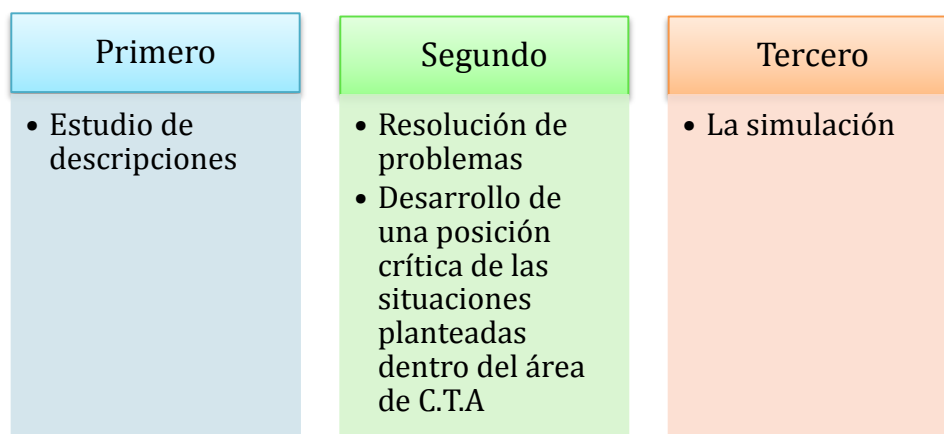 Primero
• Estudio de
descripciones
Segundo
• Resolución de
problemas
• Desarrollo de
una posición
crítica de las
situaciones
planteadas
dentro del área
de C.T.A
Tercero
• La simulación